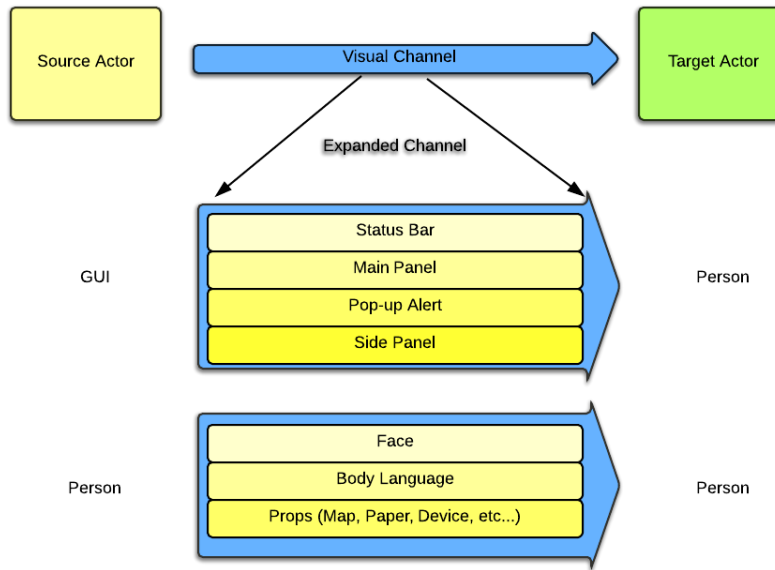 Source Actor
Visual Channel
Target Actor
Expanded Channel
Status Bar
GUI
Main Panel
Person
Pop-up Alert
Side Panel
Face
Body Language
Person
Person
Props (Map, Paper, Device, etc...)